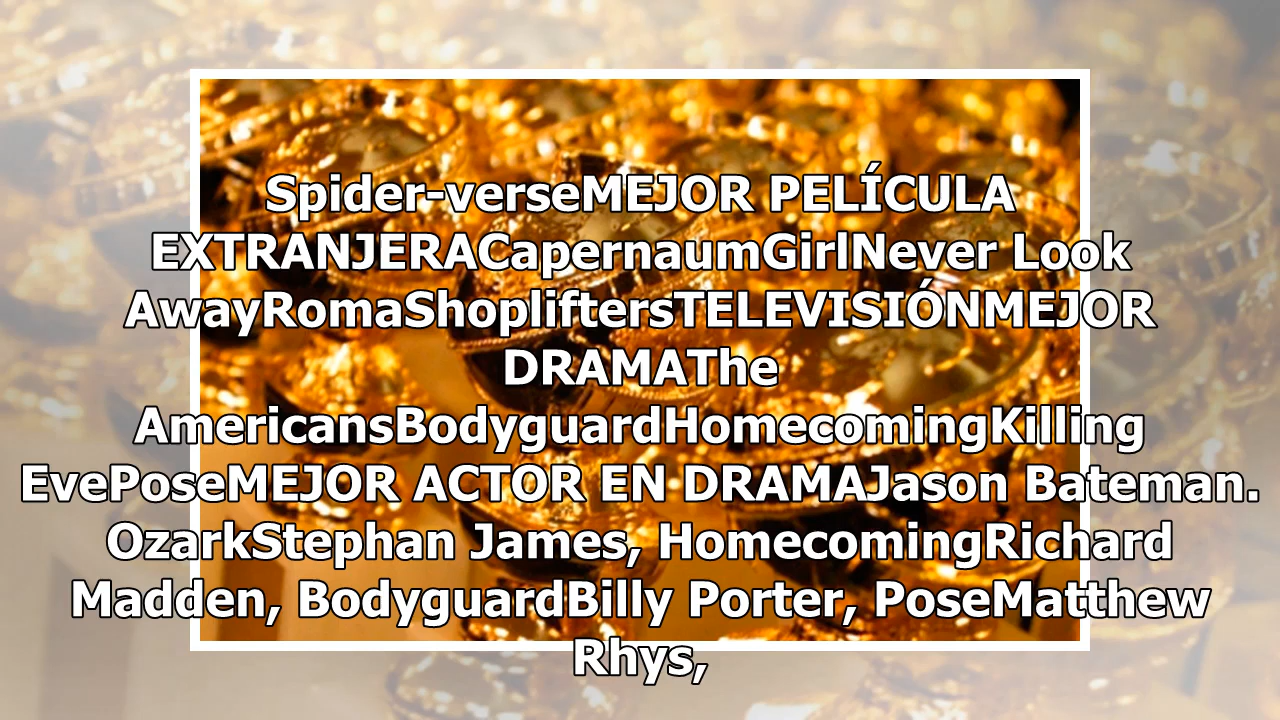 Spider-verseMEJOR PELÍCULA
EXTRANJERACapernaumGirlNever Look
AwayRomaShopliftersTELEVISIÓNMEJOR
DRAMAThe
AmericansBodyguardHomecomingKilling
EvePoseMEJOR ACTOR EN DRAMAJason Bateman.
OzarkStephan James, HomecomingRichard
Madden, BodyguardBilly Porter, PoseMatthew
Rhys,